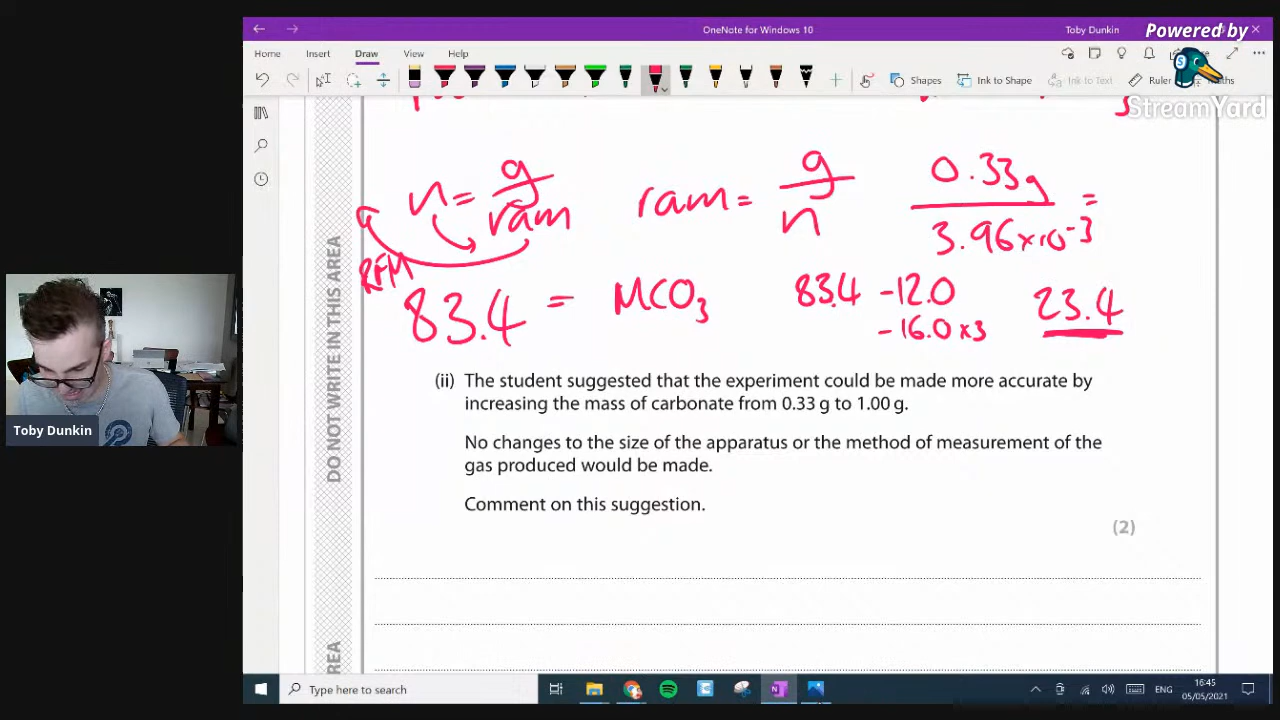 OneNote for Windows 10
Toby Dunkin
Powered by
StreamYard
Home Insert Draw View Help
Shapes Ink to Shape Ink to Text Ruler Maths
n = g/ram ram = g/n 0.33g/3.96×10⁻³ =
RFM
83.4 = MCO₃ 83.4 -12.0 23.4
-16.0 ×3
(ii) The student suggested that the experiment could be made more accurate by
increasing the mass of carbonate from 0.33 g to 1.00 g.
No changes to the size of the apparatus or the method of measurement of the
gas produced would be made.
Comment on this suggestion.
(2)
DO NOT WRITE IN THIS AREA
REA
Toby Dunkin
Type here to search
ENG
16:45
05/05/2021